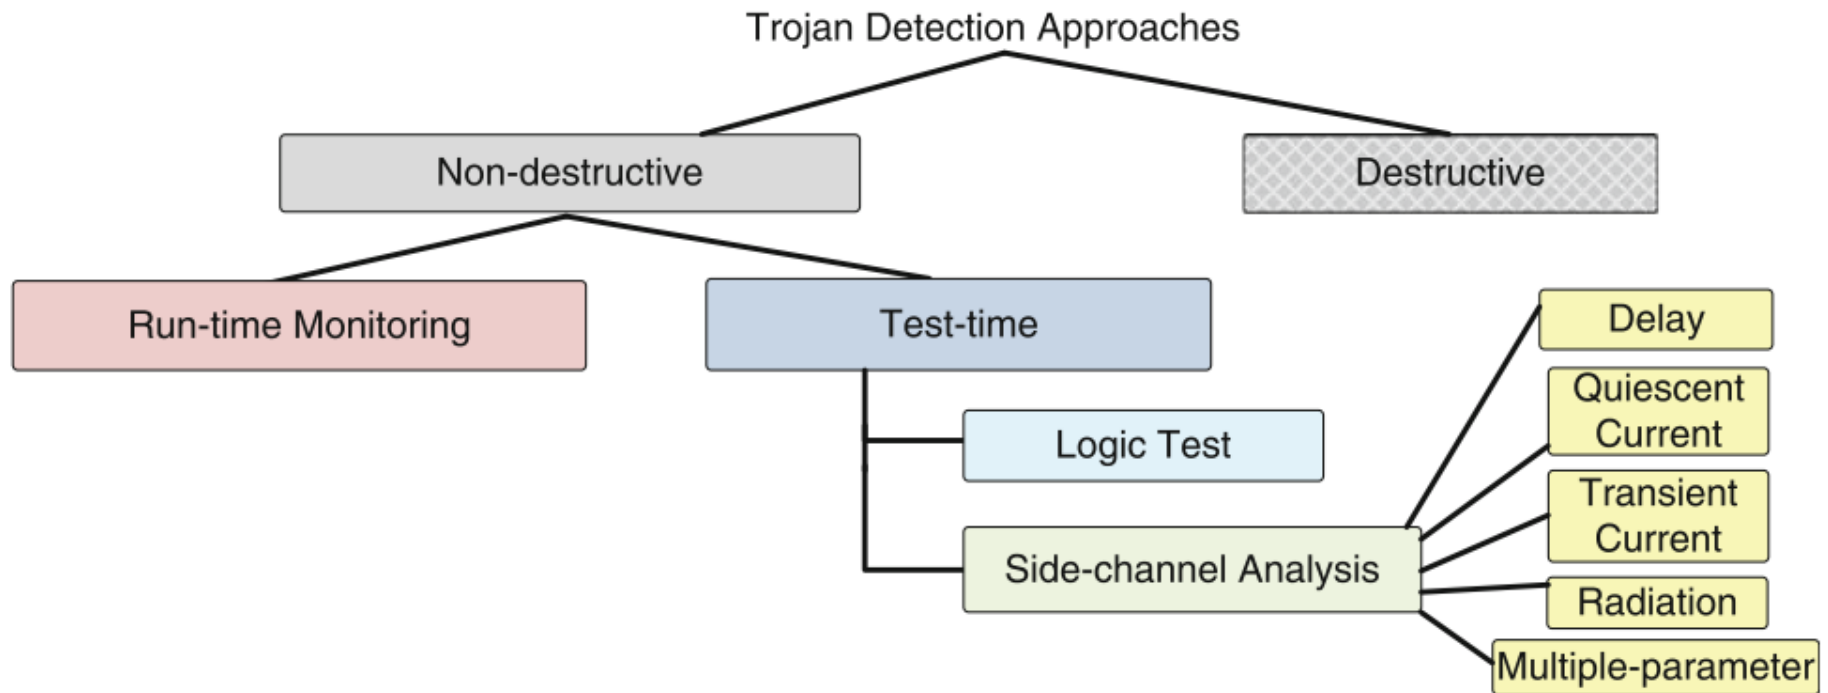 Trojan Detection Approaches
Non-destructive
Destructive
Run-time Monitoring
Test-time
Delay
Quiescent
Current
Logic Test
Transient
Current
Side-channel Analysis
Radiation
Multiple-parameter